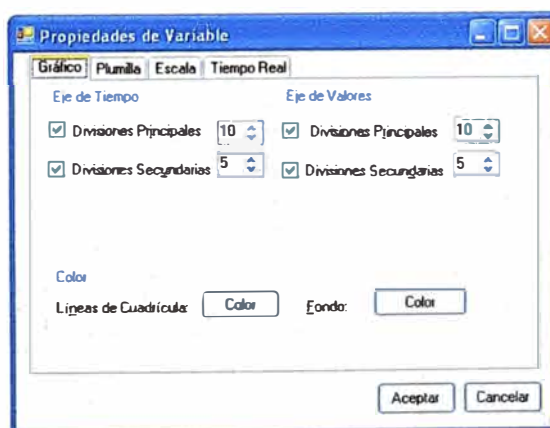 Propiedades de Variable
Gráfico Plumilla Escala Tiempo Real
Eje de Tiempo Eje de Valores
Divisiones Principales 10 Divisiones Principales 10
Divisiones Secundarias 5 Divisiones Secundarias 5
Color
Líneas de Cuadrícula: Color Fondo: Color
Aceptar Cancelar